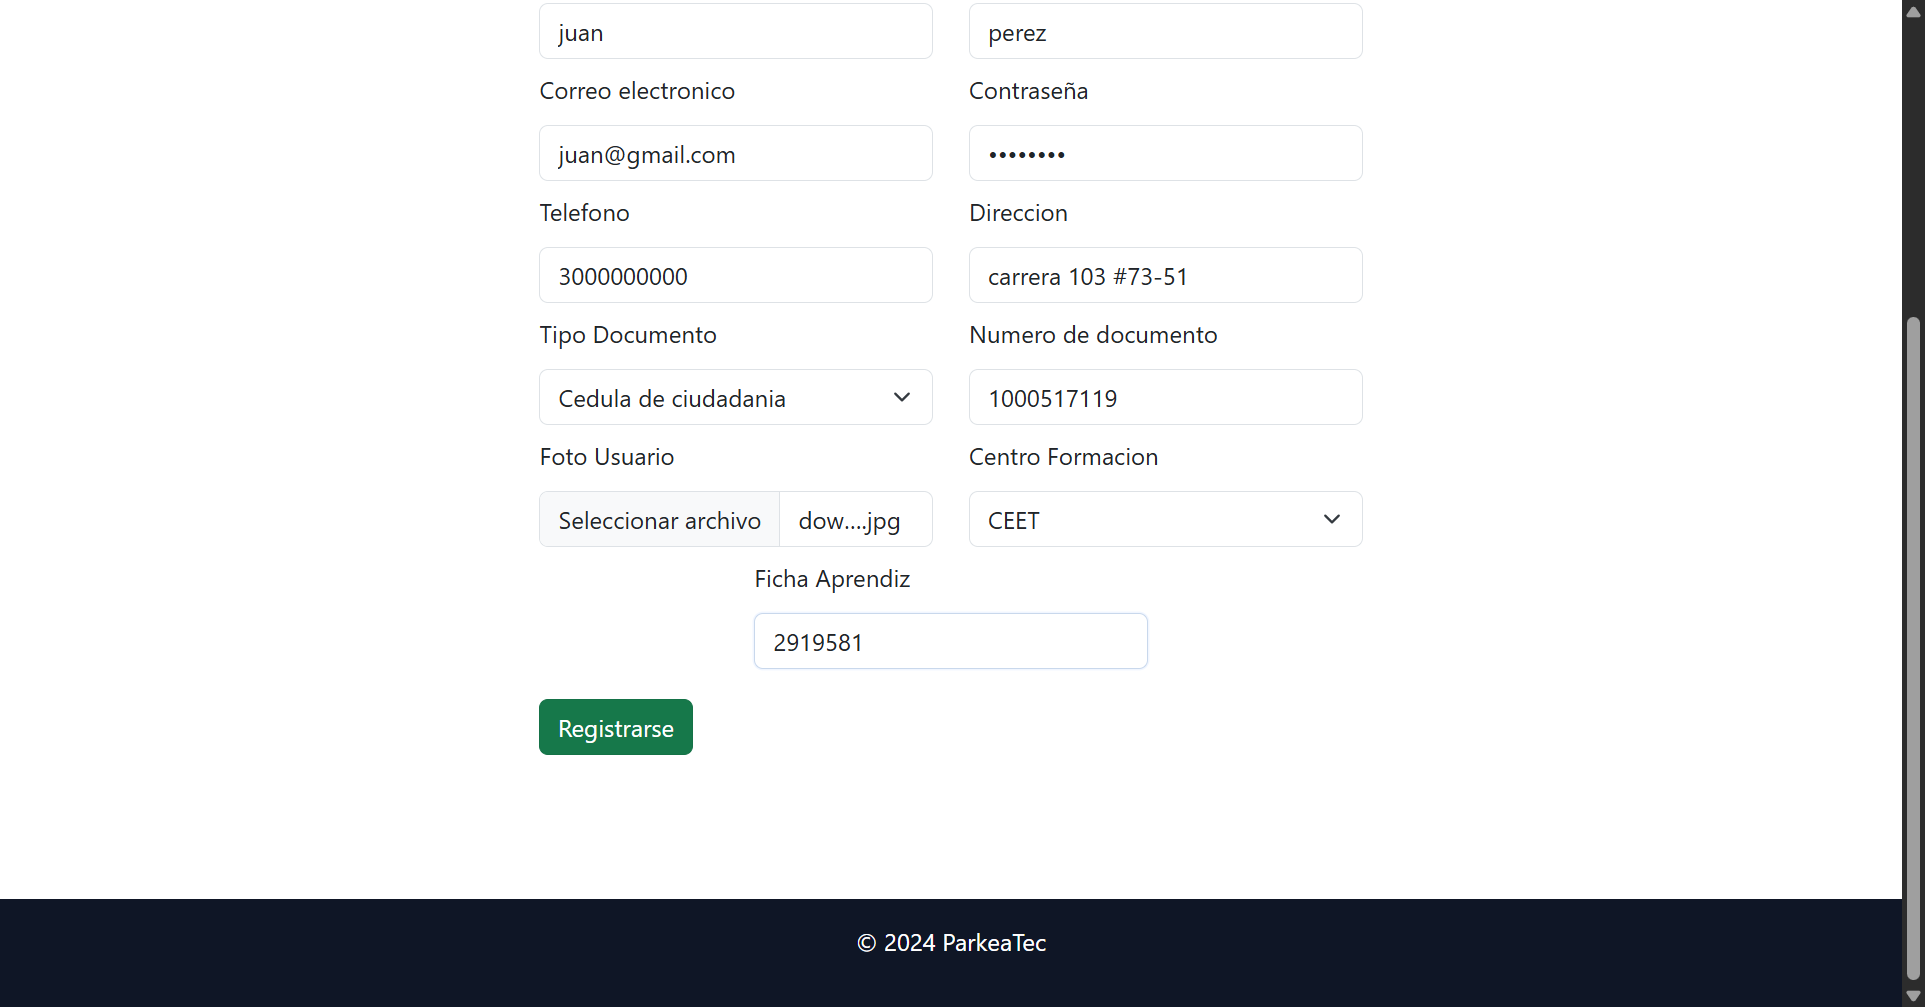 juan
perez
Correo electronico
Contraseña
juan@gmail.com
••••••••
Telefono
Direccion
3000000000
carrera 103 #73-51
Tipo Documento
Numero de documento
Cedula de ciudadania
1000517119
Foto Usuario
Centro Formacion
Seleccionar archivo
dow....jpg
CEET
Ficha Aprendiz
2919581
Registrarse
© 2024 ParkeaTec